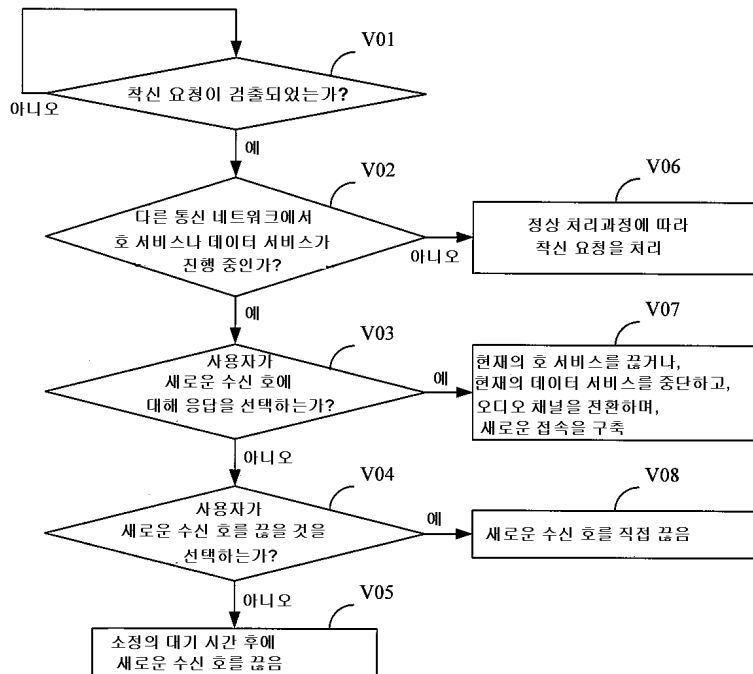 V01
착신 요청이 검출되었는가?
아니오
예
V02
다른 통신 네트워크에서
호 서비스나 데이터 서비스가
진행 중인가?
아니오
V06
정상 처리과정에 따라
착신 요청을 처리
예
V03
사용자가
새로운 수신 호에
대해 응답을 선택하는가?
예
V07
현재의 호 서비스를 끊거나,
현재의 데이터 서비스를 중단하고,
오디오 채널을 전환하며,
새로운 접속을 구축
아니오
V04
사용자가
새로운 수신 호를 끊을 것을
선택하는가?
예
V08
새로운 수신 호를 직접 끊음
아니오
V05
소정의 대기 시간 후에
새로운 수신 호를 끊음